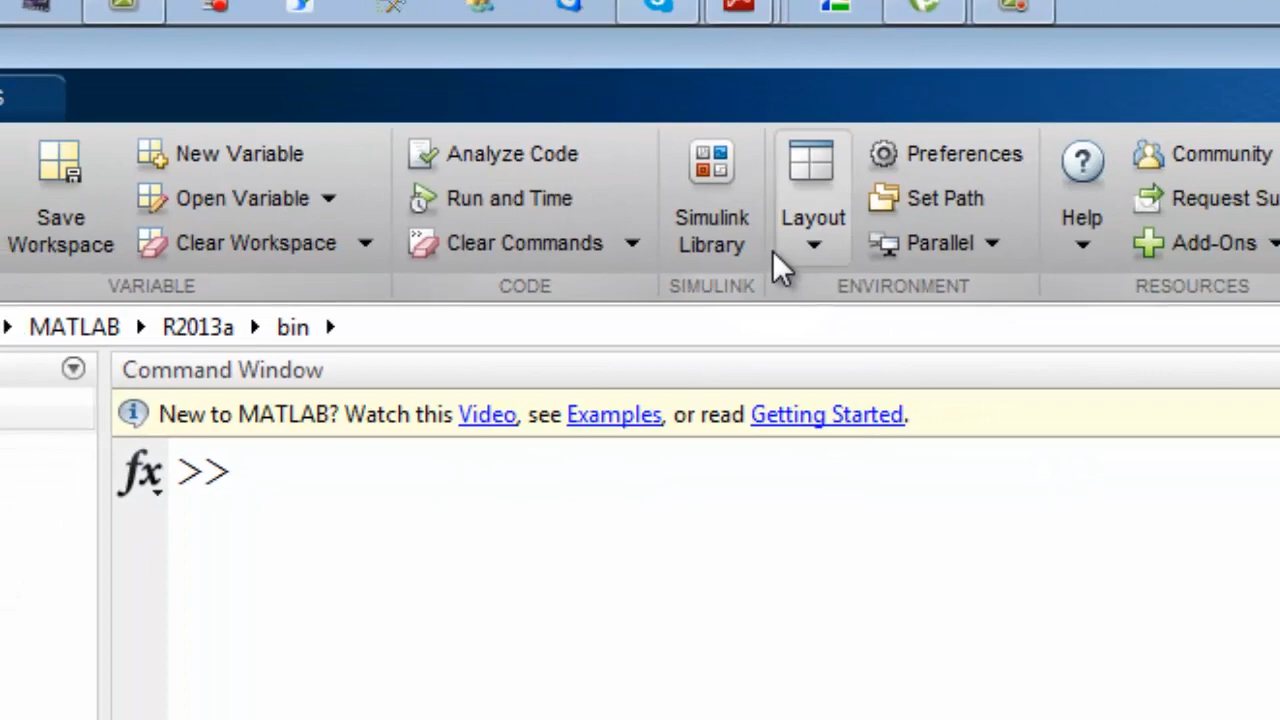 S
New Variable
Open Variable
Clear Workspace
Save
Workspace
VARIABLE
Analyze Code
Run and Time
Clear Commands
CODE
Simulink
Library
SIMULINK
Layout
Preferences
Set Path
Parallel
ENVIRONMENT
Help
Community
Request Su
Add-Ons
RESOURCES
MATLAB R2013a bin
Command Window
New to MATLAB? Watch this Video, see Examples, or read Getting Started.
fx >>